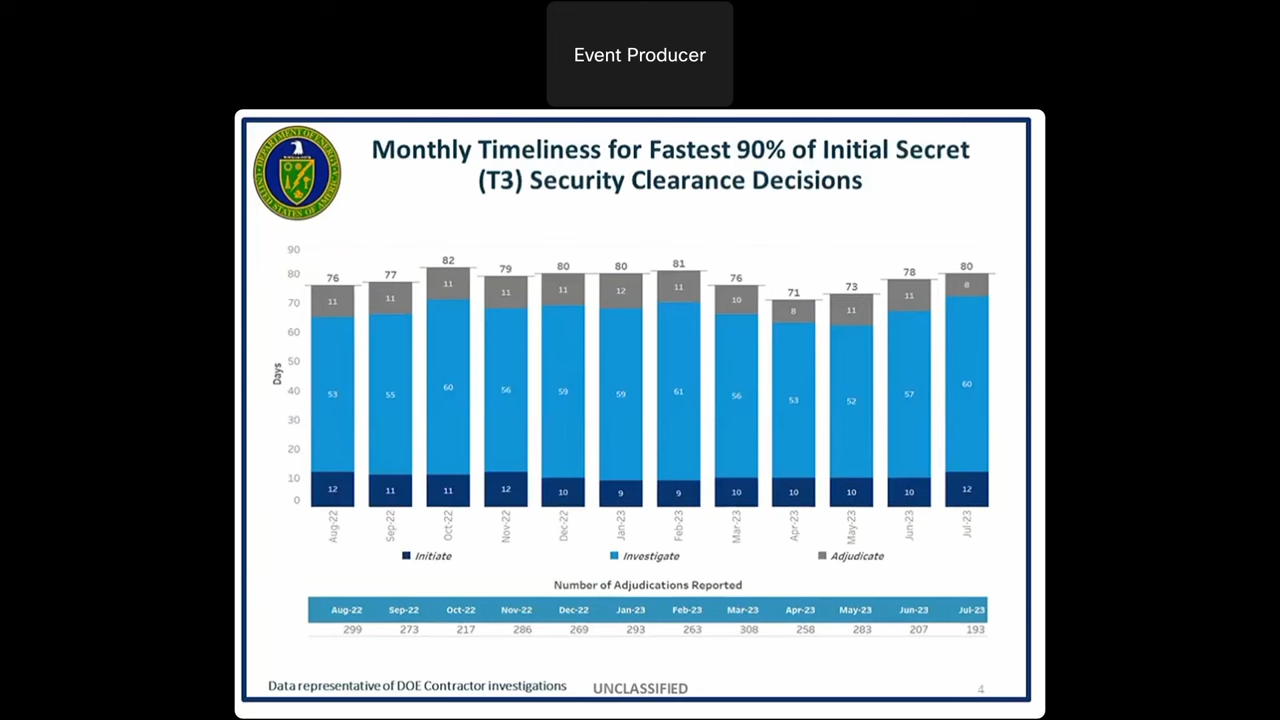 Event Producer
DEPARTMENT OF ENERGY
UNITED STATES OF AMERICA
Monthly Timeliness for Fastest 90% of Initial Secret
(T3) Security Clearance Decisions
90
80
70
60
50
40
30
20
10
0
Days
76 77 82 79 80 80 81 76 71 73 78 80
11 11 11 11 11 12 11 10 8 11 11 8
53 55 60 56 59 59 61 56 53 52 57 60
12 11 11 12 10 9 9 10 10 10 10 12
Aug-22 Sep-22 Oct-22 Nov-22 Dec-22 Jan-23 Feb-23 Mar-23 Apr-23 May-23 Jun-23 Jul-23
Initiate Investigate Adjudicate
Number of Adjudications Reported
Aug-22 Sep-22 Oct-22 Nov-22 Dec-22 Jan-23 Feb-23 Mar-23 Apr-23 May-23 Jun-23 Jul-23
299 273 217 286 269 293 263 308 258 283 207 193
Data representative of DOE Contractor investigations UNCLASSIFIED 4